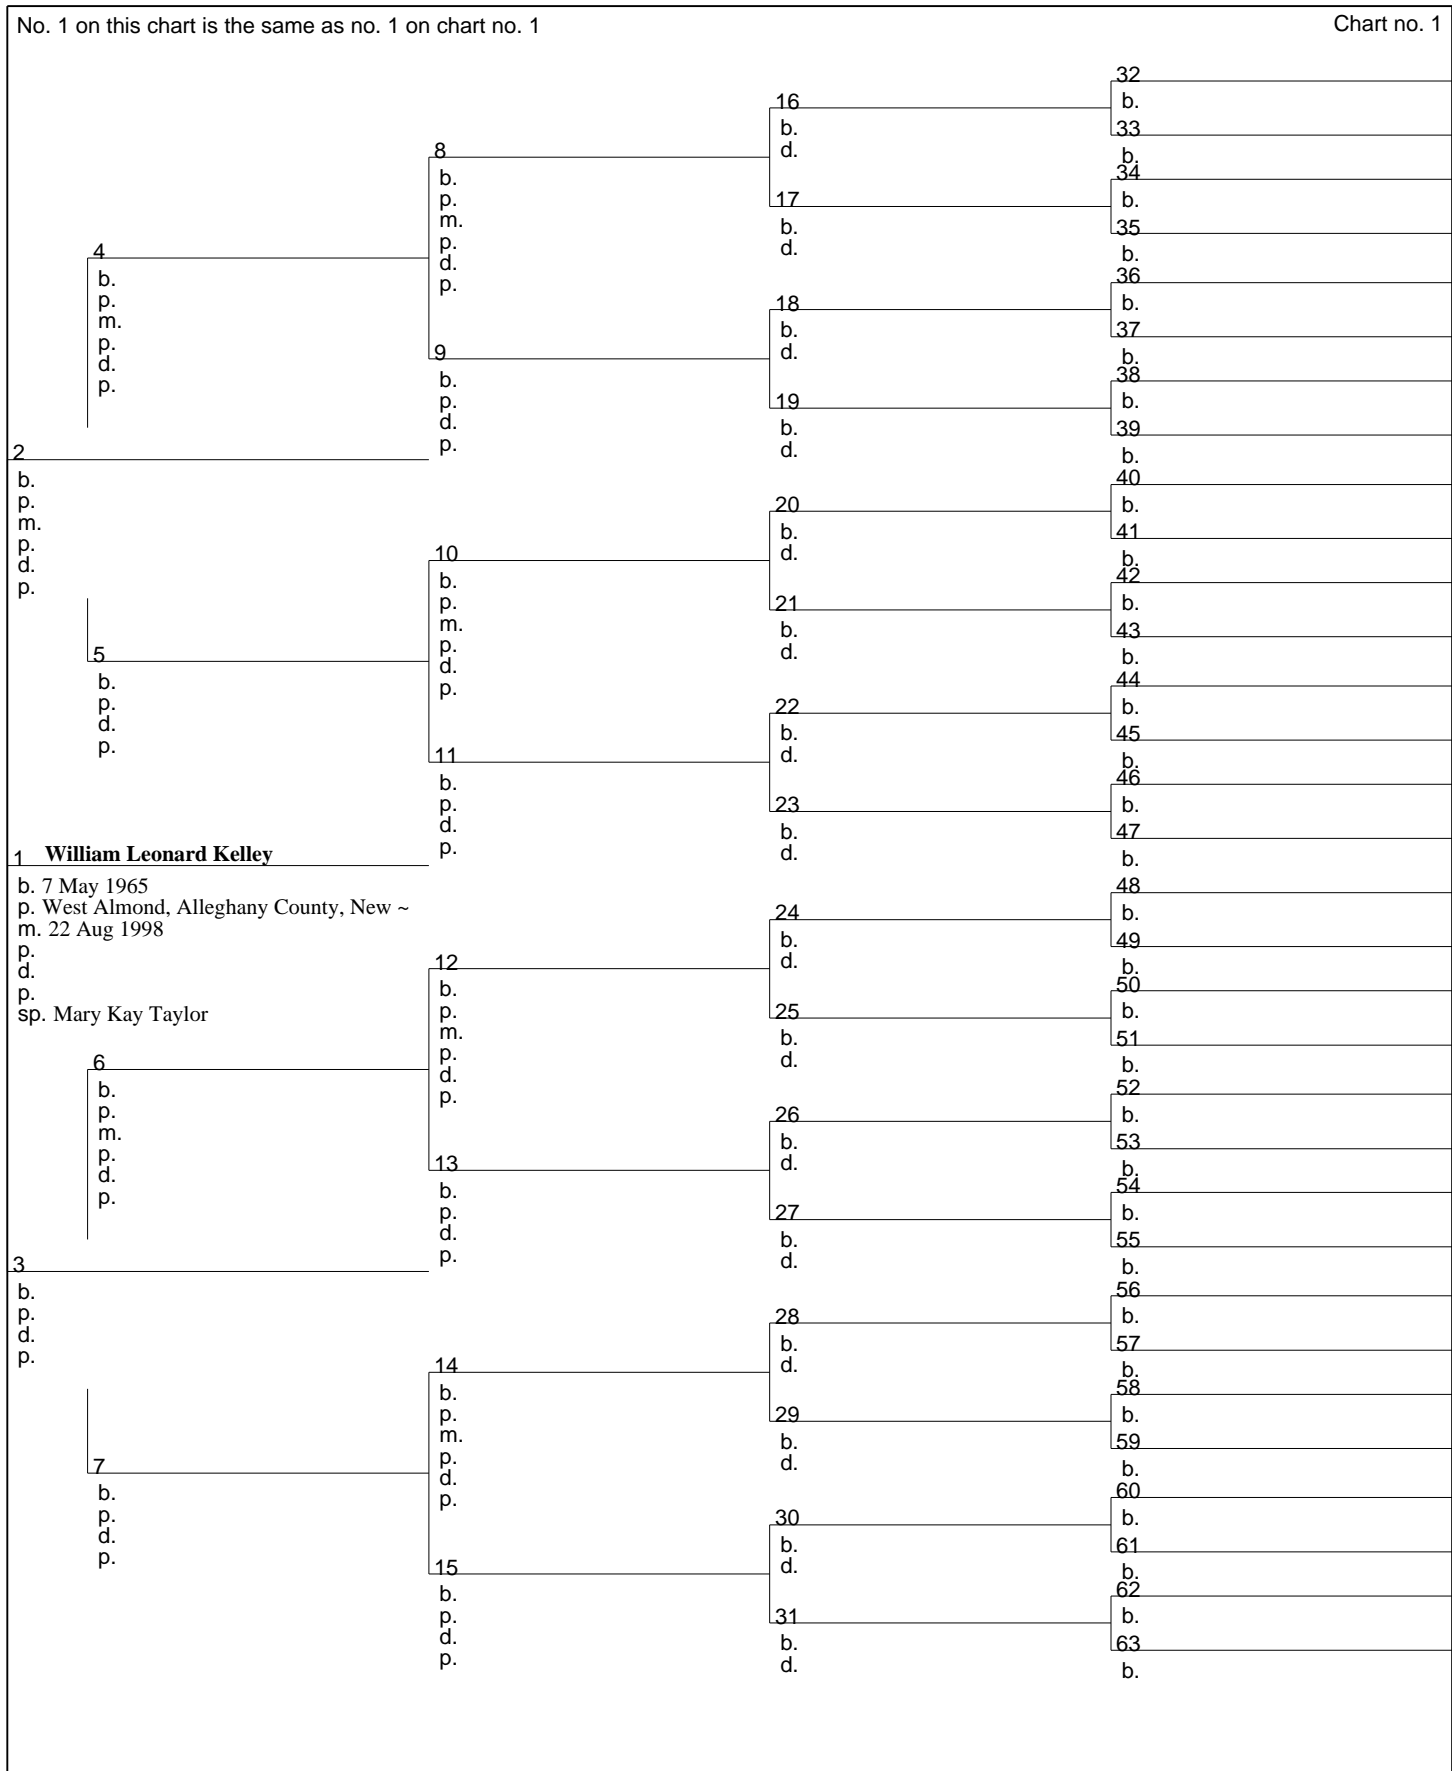 No. 1 on this chart is the same as no. 1 on chart no. 1
Chart no. 1
2
b.
p.
m.
p.
d.
p.
1 William Leonard Kelley
b. 7 May 1965
p. West Almond, Alleghany County, New ~
m. 22 Aug 1998
p.
d.
p.
sp. Mary Kay Taylor
3
b.
p.
d.
p.
4
b.
p.
m.
p.
d.
p.
5
b.
p.
d.
p.
6
b.
p.
m.
p.
d.
p.
7
b.
p.
d.
p.
8
b.
p.
m.
p.
d.
p.
9
b.
p.
d.
p.
10
b.
p.
m.
p.
d.
p.
11
b.
p.
d.
p.
12
b.
p.
m.
p.
d.
p.
13
b.
p.
d.
p.
14
b.
p.
m.
p.
d.
p.
15
b.
p.
d.
p.
16
b.
d.
17
b.
d.
18
b.
d.
19
b.
d.
20
b.
d.
21
b.
d.
22
b.
d.
23
b.
d.
24
b.
d.
25
b.
d.
26
b.
d.
27
b.
d.
28
b.
d.
29
b.
d.
30
b.
d.
31
b.
d.
32
b.
33
b.
34
b.
35
b.
36
b.
37
b.
38
b.
39
b.
40
b.
41
b.
42
b.
43
b.
44
b.
45
b.
46
b.
47
b.
48
b.
49
b.
50
b.
51
b.
52
b.
53
b.
54
b.
55
b.
56
b.
57
b.
58
b.
59
b.
60
b.
61
b.
62
b.
63
b.